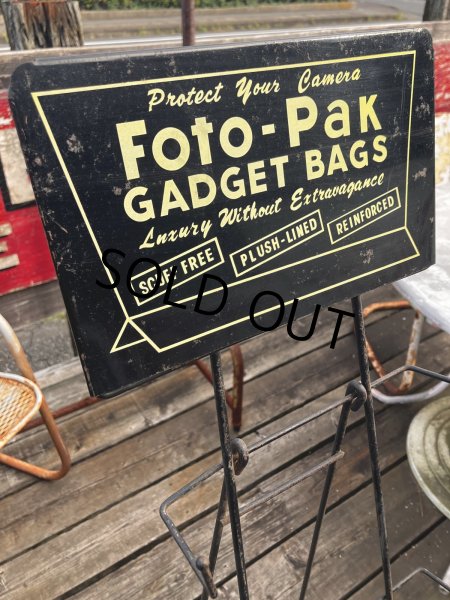 Protect Your Camera
Foto-Pak
GADGET BAGS
Luxury Without Extravagance
SCUFF FREE PLUSH-LINED REINFORCED
SOLD OUT